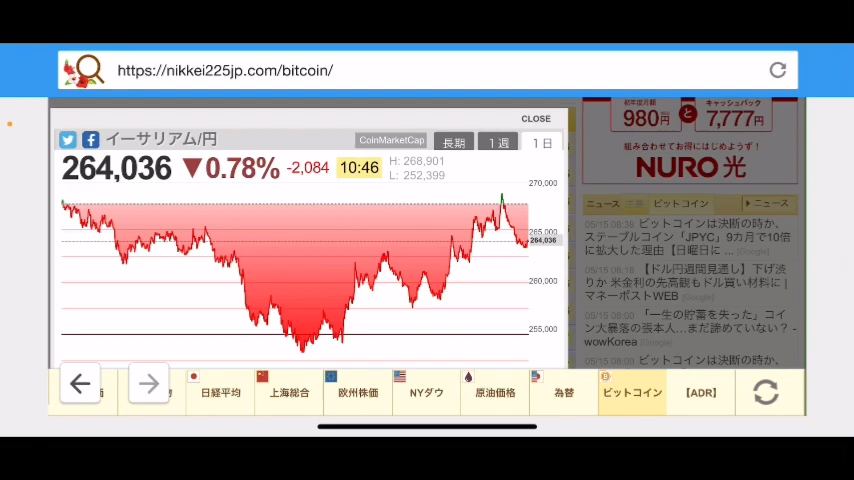 https://nikkei225jp.com/bitcoin/
CLOSE
イーサリアム/円
CoinMarketCap
長期
1週
1日
264,036 ▼0.78% -2,084 10:46
H: 268,901
L: 252,399
270,000
265,000
264,036
260,000
255,000
初年度月額
980円
と
キャッシュバック
7,777円
組み合わせてお得にはじめよう!
NURO 光
ニュース
ビットコイン
▶ニュース
05/15 08:38 ビットコインは決断の時か、
ステーブルコイン「JPYC」9カ月で10倍
に拡大した理由【日曜日に ... [Google]
05/15 08:18 【ドル円週間見通し】下げ渋
りか 米金利の先高観もドル買い材料に |
マネーポストWEB [Google]
05/15 08:00 「一生の貯蓄を失った」コイ
ン大暴落の張本人…まだ諦めていない? -
wowKorea [Google]
05/15 08:00 ビットコインは決断の時か、
日経平均
上海総合
欧州株価
NYダウ
原油価格
為替
ビットコイン
【ADR】